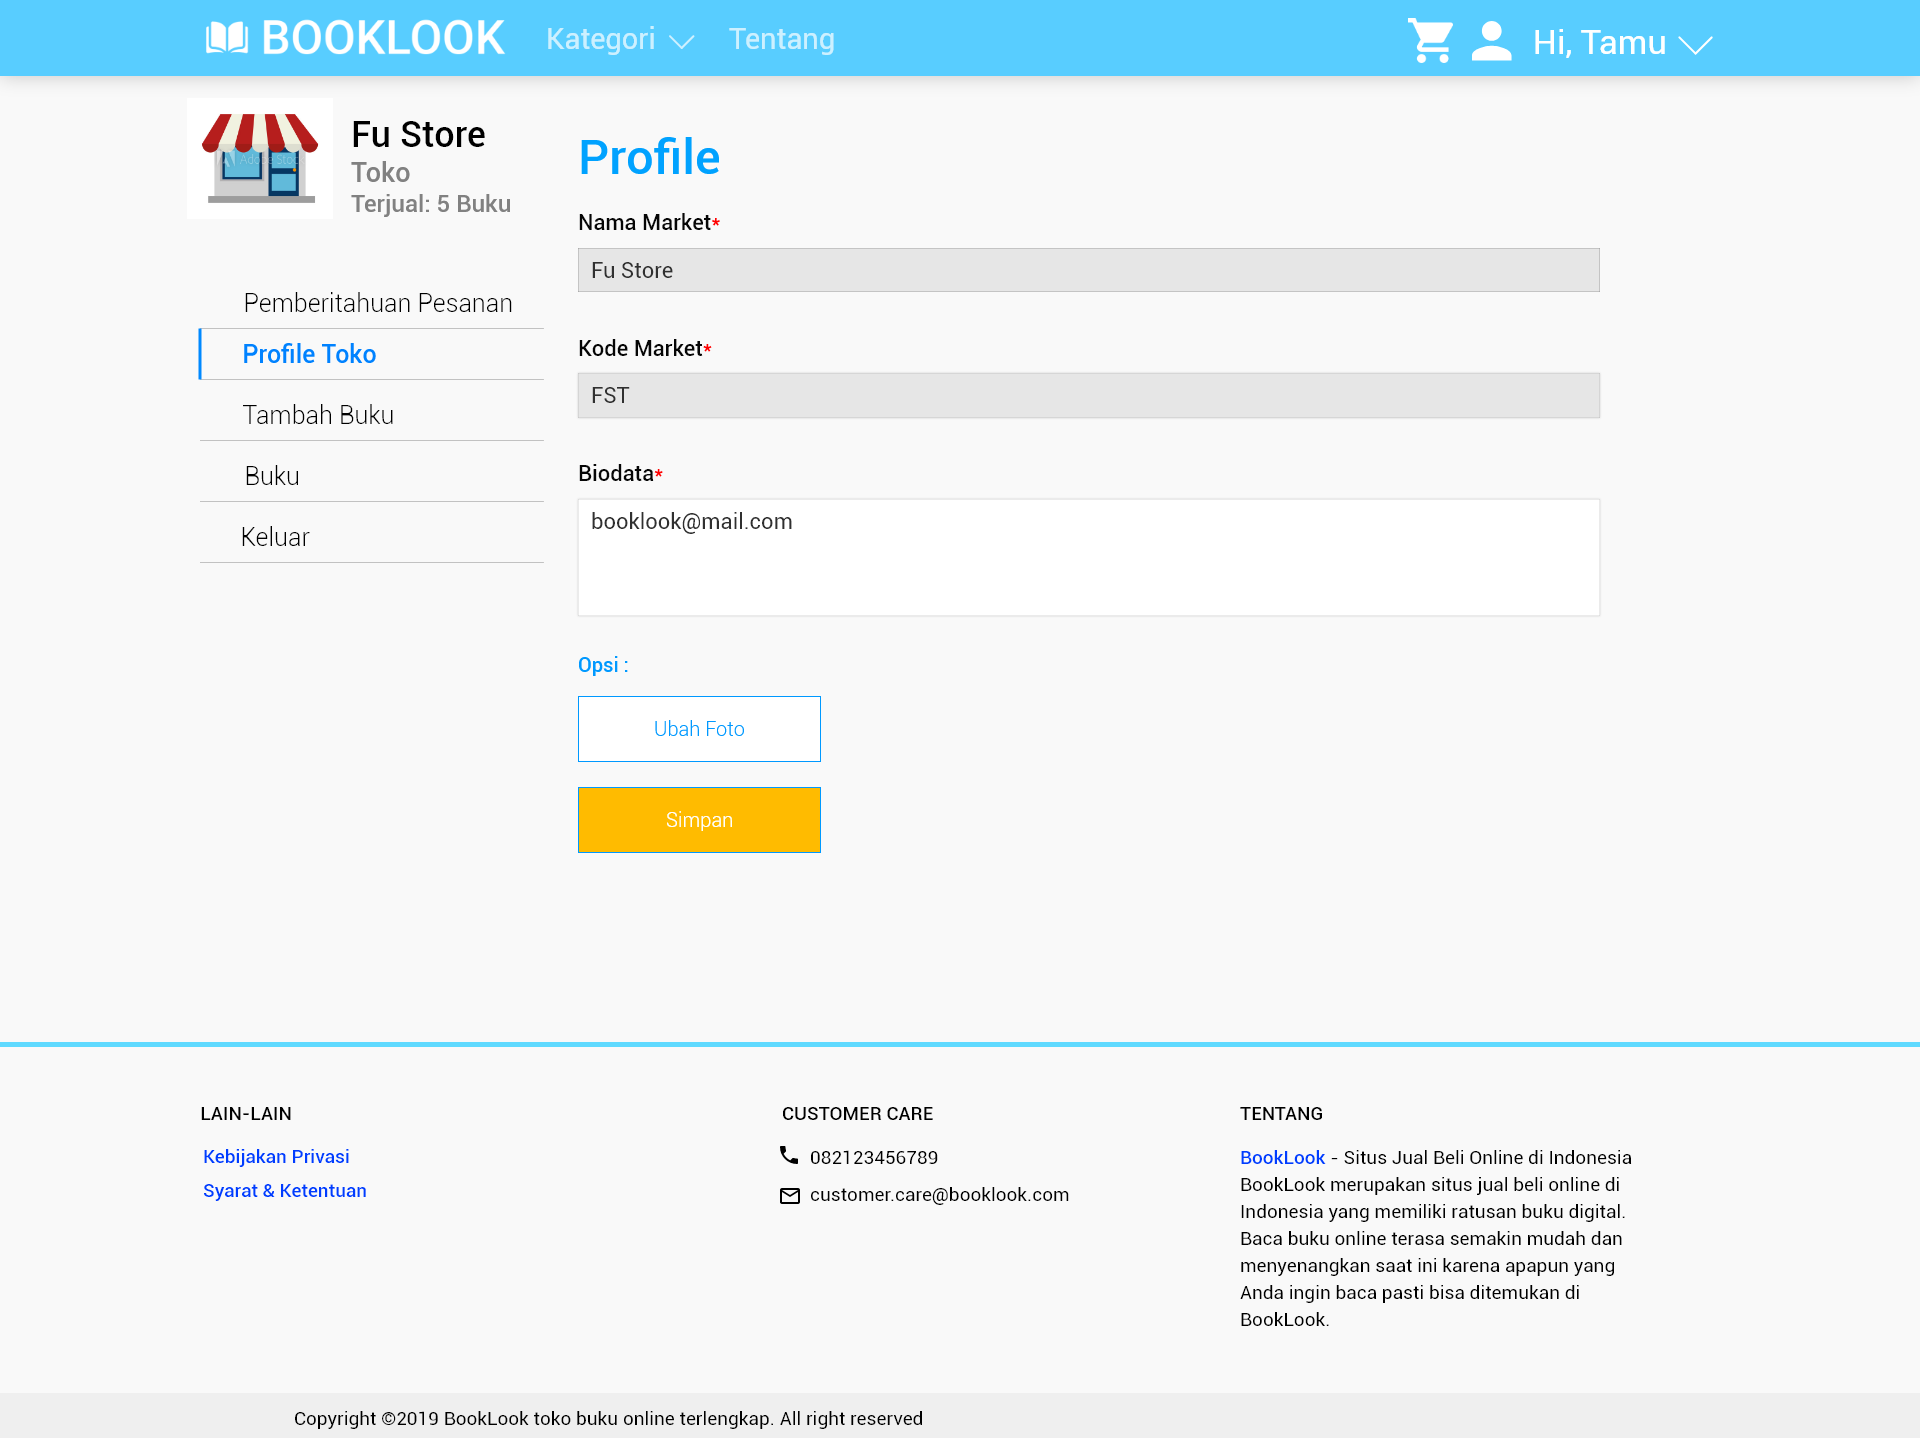 BOOKLOOK
Kategori
Tentang
Hi, Tamu
Fu Store
Toko
Terjual: 5 Buku
Pemberitahuan Pesanan
Profile Toko
Tambah Buku
Buku
Keluar
Profile
Nama Market*
Fu Store
Kode Market*
FST
Biodata*
booklook@mail.com
Opsi :
Ubah Foto
Simpan
LAIN-LAIN
Kebijakan Privasi
Syarat & Ketentuan
CUSTOMER CARE
082123456789
customer.care@booklook.com
TENTANG
BookLook - Situs Jual Beli Online di Indonesia
BookLook merupakan situs jual beli online di
Indonesia yang memiliki ratusan buku digital.
Baca buku online terasa semakin mudah dan
menyenangkan saat ini karena apapun yang
Anda ingin baca pasti bisa ditemukan di
BookLook.
Copyright ©2019 BookLook toko buku online terlengkap. All right reserved